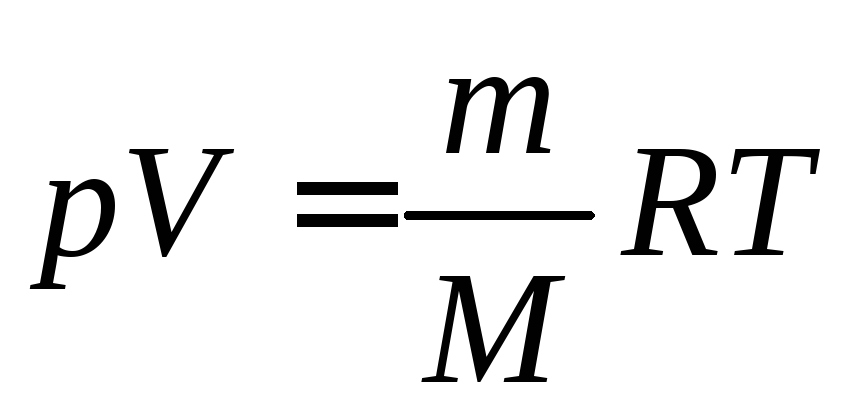 pV = m/M RT